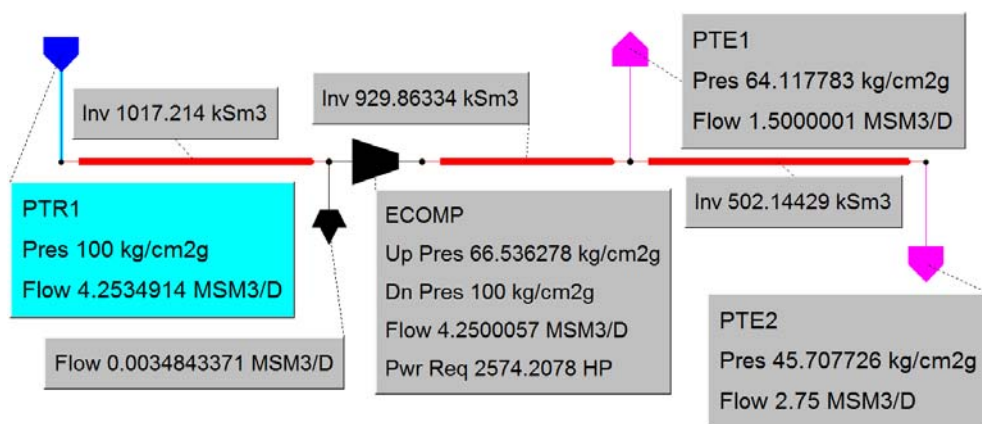 Inv 1017.214 kSm3
Inv 929.86334 kSm3
PTE1
Pres 64.117783 kg/cm2g
Flow 1.5000001 MSM3/D
PTR1
Pres 100 kg/cm2g
Flow 4.2534914 MSM3/D
ECOMP
Up Pres 66.536278 kg/cm2g
Dn Pres 100 kg/cm2g
Flow 4.2500057 MSM3/D
Pwr Req 2574.2078 HP
Inv 502.14429 kSm3
Flow 0.0034843371 MSM3/D
PTE2
Pres 45.707726 kg/cm2g
Flow 2.75 MSM3/D